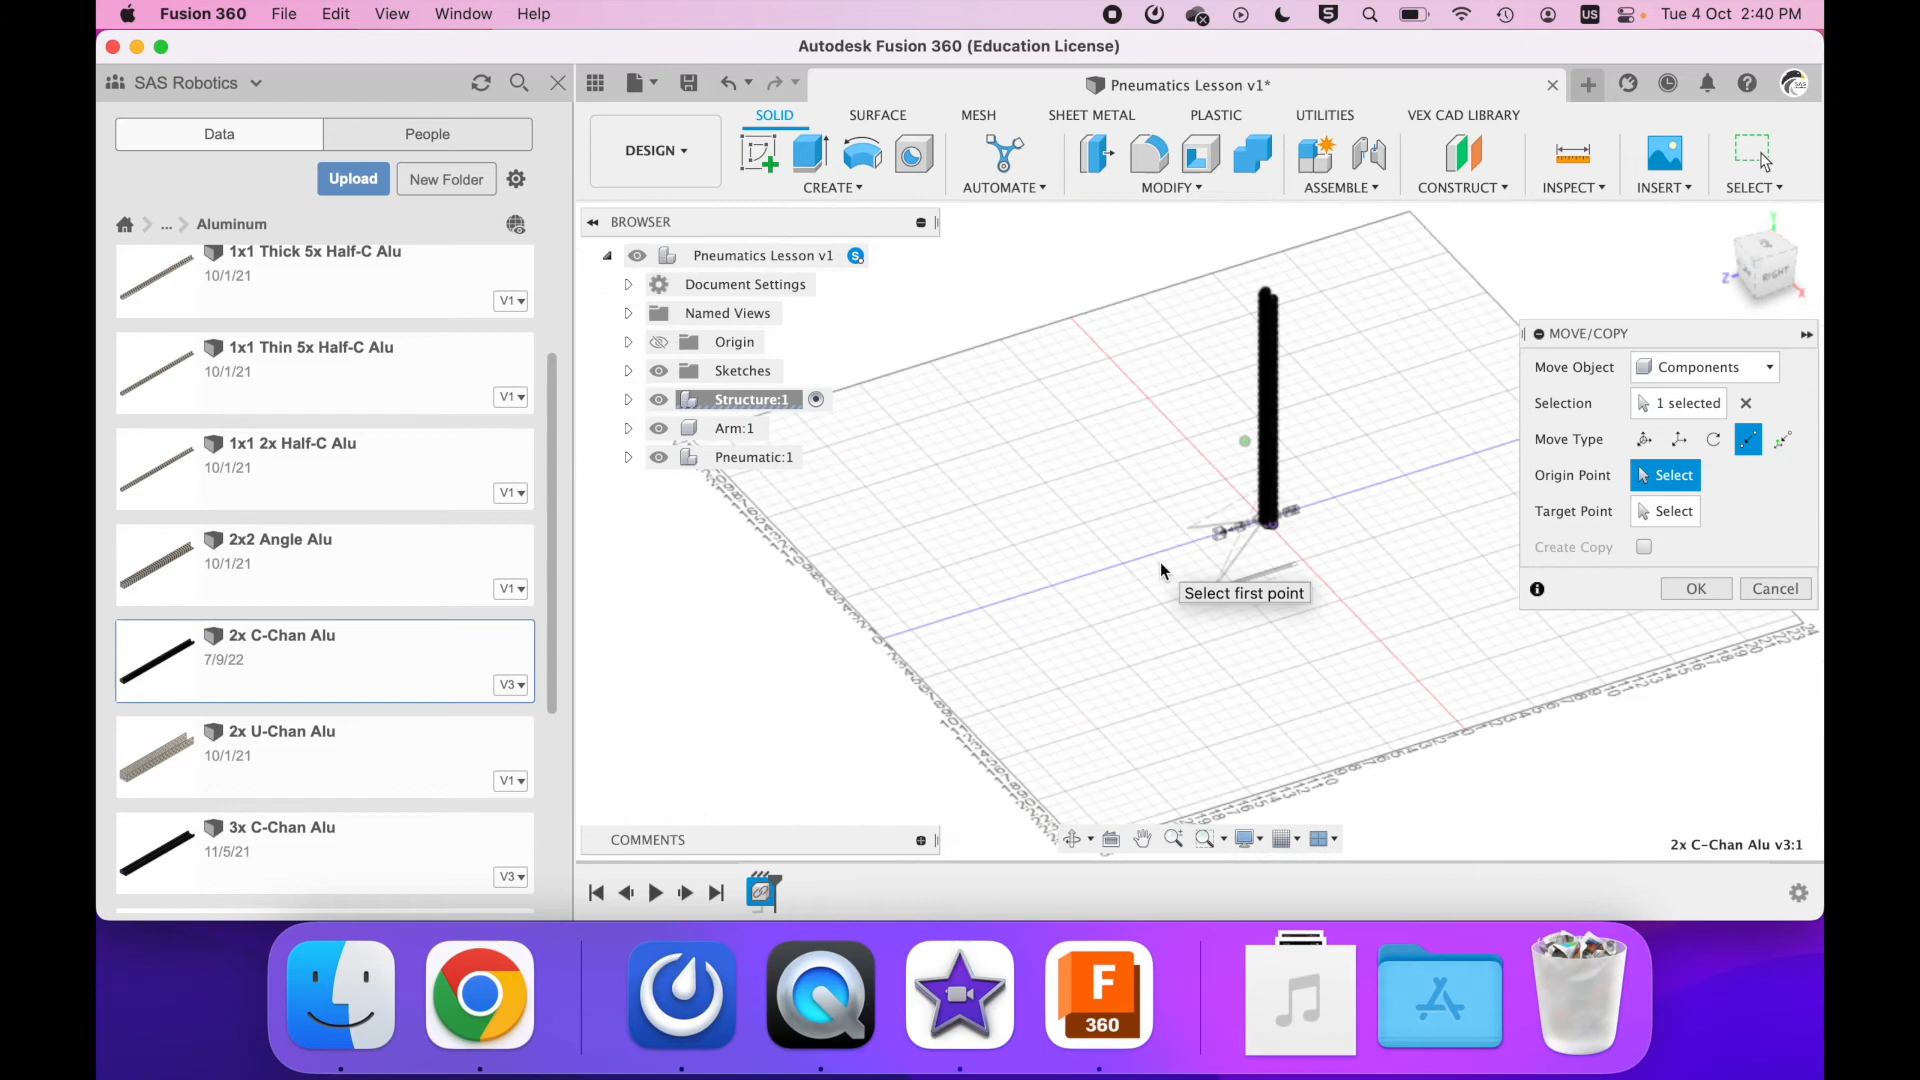 Fusion 360 File Edit View Window Help
US Tue 4 Oct 2:40 PM
Autodesk Fusion 360 (Education License)
SAS Robotics
Pneumatics Lesson v1*
Data People
Upload New Folder
... Aluminum
1x1 Thick 5x Half-C Alu
10/1/21
V1
1x1 Thin 5x Half-C Alu
10/1/21
V1
1x1 2x Half-C Alu
10/1/21
V1
2x2 Angle Alu
10/1/21
V1
2x C-Chan Alu
7/9/22
V3
2x U-Chan Alu
10/1/21
V1
3x C-Chan Alu
11/5/21
V3
DESIGN
SOLID SURFACE MESH SHEET METAL PLASTIC UTILITIES VEX CAD LIBRARY
CREATE AUTOMATE MODIFY ASSEMBLE CONSTRUCT INSPECT INSERT SELECT
BROWSER
Pneumatics Lesson v1
Document Settings
Named Views
Origin
Sketches
Structure:1
Arm:1
Pneumatic:1
RIGHT
Z
X
Y
MOVE/COPY
Move Object Components
Selection 1 selected
Move Type
Origin Point Select
Target Point Select
Create Copy
OK Cancel
Select first point
COMMENTS
2x C-Chan Alu v3:1
F
360